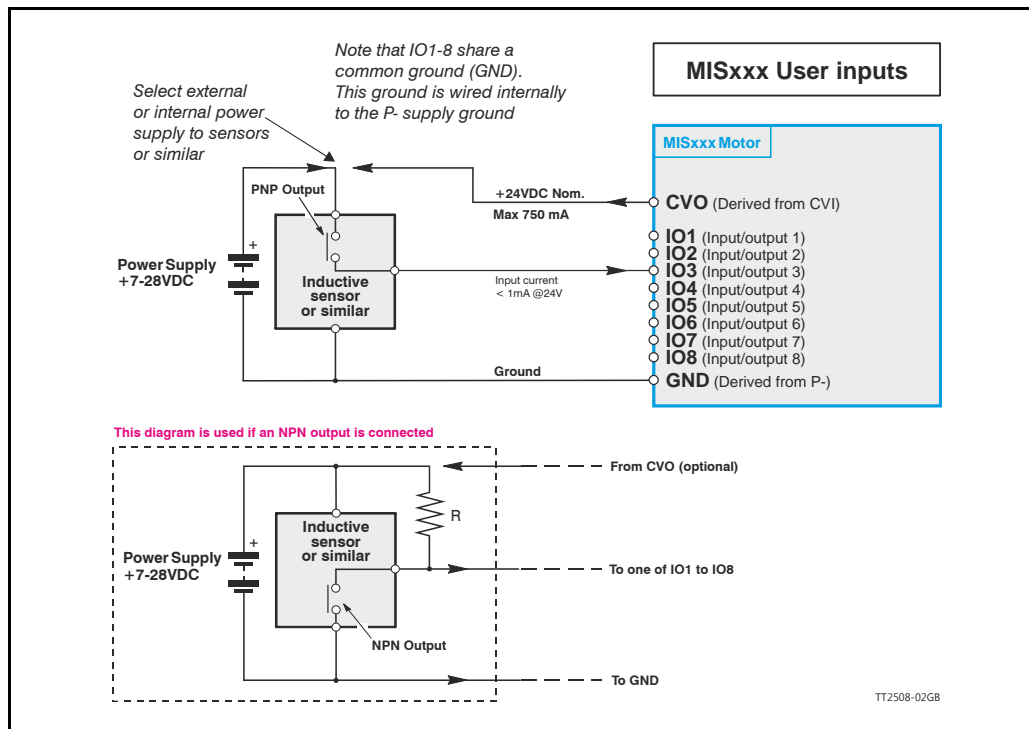 Note that IO1-8 share a
common ground (GND).
This ground is wired internally
to the P- supply ground
MISxxx User inputs
Select external
or internal power
supply to sensors
or similar
MISxxx Motor
PNP Output
+24VDC Nom.
Max 750 mA
CVO (Derived from CVI)
IO1 (Input/output 1)
IO2 (Input/output 2)
IO3 (Input/output 3)
IO4 (Input/output 4)
IO5 (Input/output 5)
IO6 (Input/output 6)
IO7 (Input/output 7)
IO8 (Input/output 8)
GND (Derived from P-)
+
Power Supply
+7-28VDC
Inductive
sensor
or similar
Input current
< 1mA @24V
Ground
This diagram is used if an NPN output is connected
From CVO (optional)
R
Inductive
sensor
or similar
+
Power Supply
+7-28VDC
To one of IO1 to IO8
NPN Output
To GND
TT2508-02GB